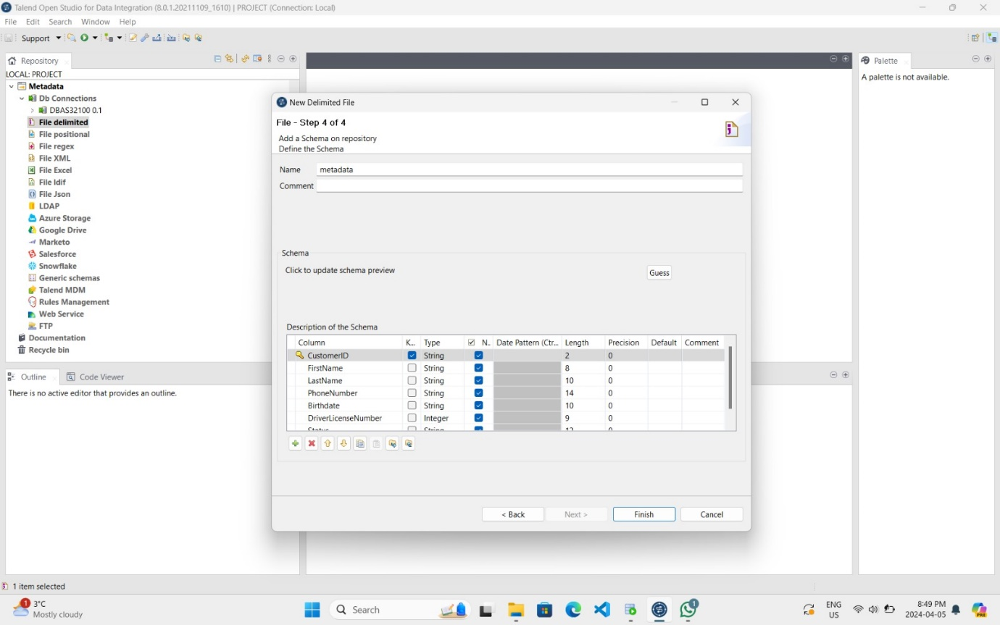 Talend Open Studio for Data Integration (8.0.1.20211109_1610) | PROJECT (Connection: Local)
File Edit Search Window Help
Support
Repository
LOCAL: PROJECT
Metadata
Db Connections
DBAS32100 0.1
File delimited
File positional
File regex
File XML
File Excel
File ldif
File Json
LDAP
Azure Storage
Google Drive
Marketo
Salesforce
Snowflake
Generic schemas
Talend MDM
Rules Management
Web Service
FTP
Documentation
Recycle bin
Outline Code Viewer
There is no active editor that provides an outline.
Palette
A palette is not available.
New Delimited File
File - Step 4 of 4
Add a Schema on repository
Define the Schema
Name metadata
Comment
Schema
Click to update schema preview
Guess
Description of the Schema
Column K... Type N.. Date Pattern (Ctr... Length Precision Default Comment
CustomerID String 2 0
FirstName String 8 0
LastName String 10 0
PhoneNumber String 14 0
Birthdate String 10 0
DriverLicenseNumber Integer 9 0
Status String 12 0
< Back Next > Finish Cancel
1 item selected
1
3°C
Mostly cloudy
Search
1
ENG
US
8:49 PM
2024-04-05
PRE